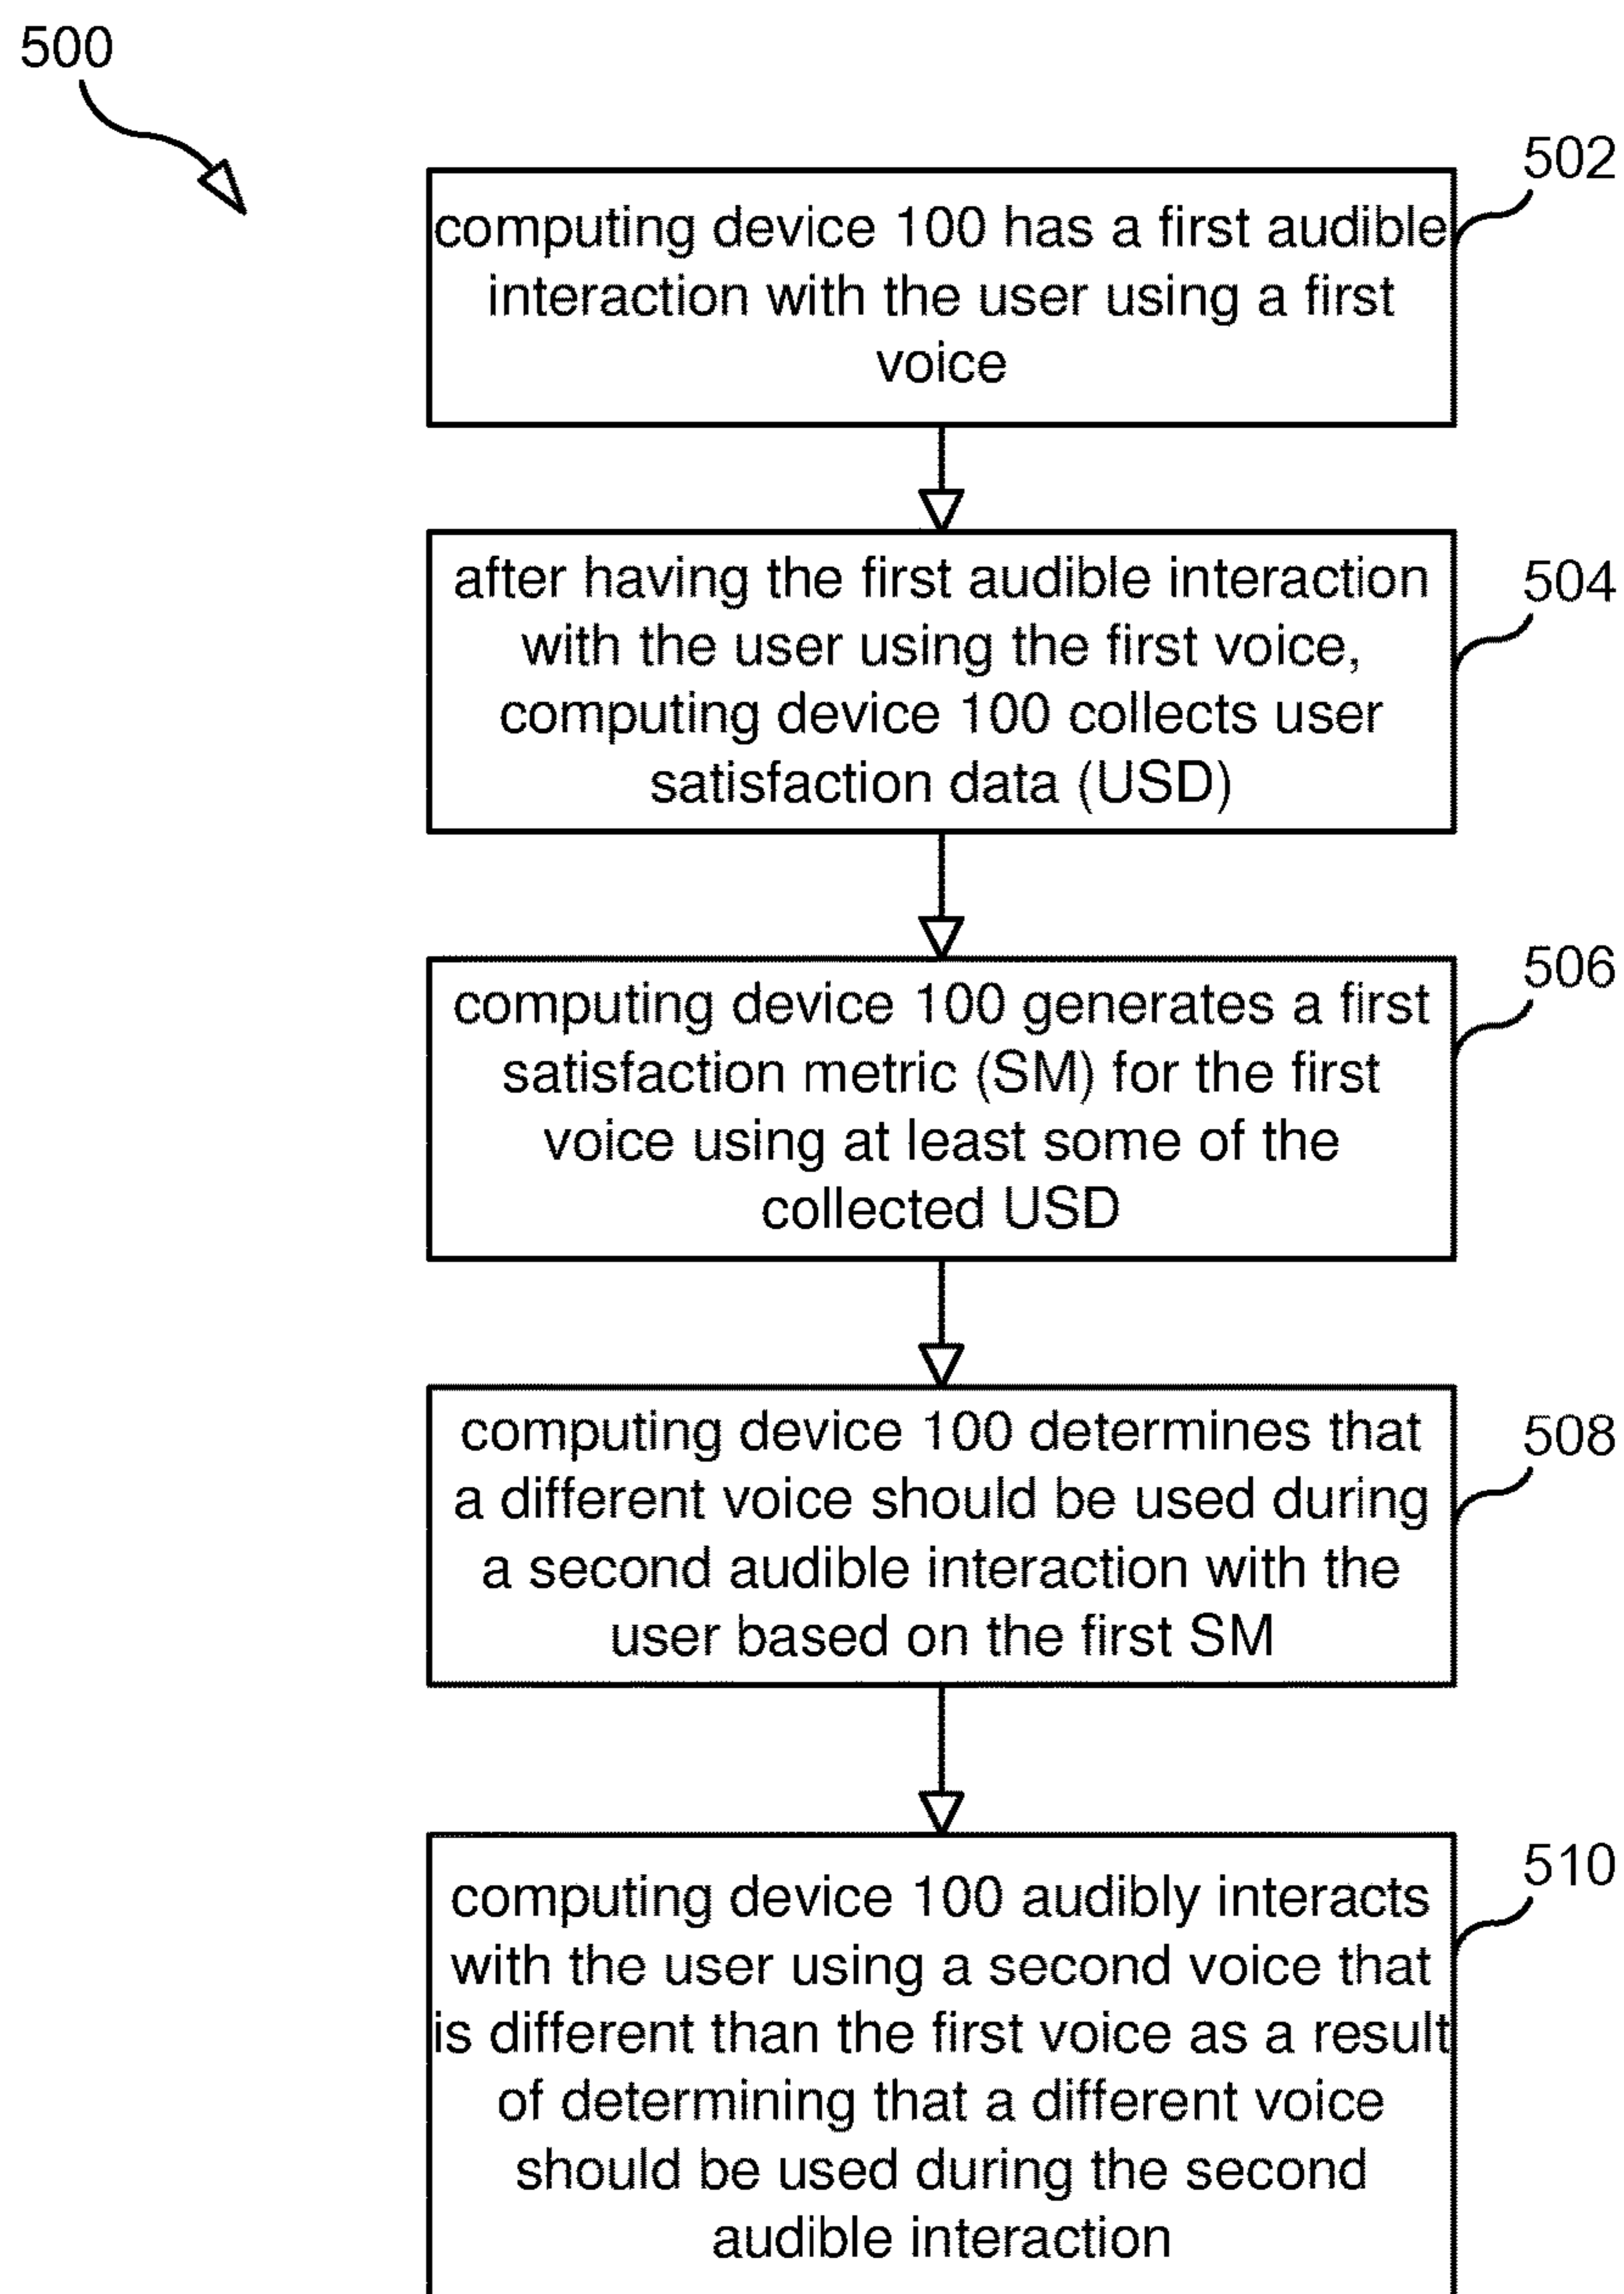 500
502
computing device 100 has a first audible
interaction with the user using a first
voice
504
after having the first audible interaction
with the user using the first voice,
computing device 100 collects user
satisfaction data (USD)
506
computing device 100 generates a first
satisfaction metric (SM) for the first
voice using at least some of the
collected USD
508
computing device 100 determines that
a different voice should be used during
a second audible interaction with the
user based on the first SM
510
computing device 100 audibly interacts
with the user using a second voice that
is different than the first voice as a result
of determining that a different voice
should be used during the second
audible interaction